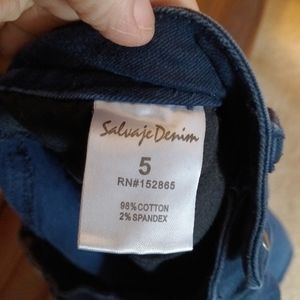 Salvaje Denim
5
RN#152865
98%COTTON
2%SPANDEX